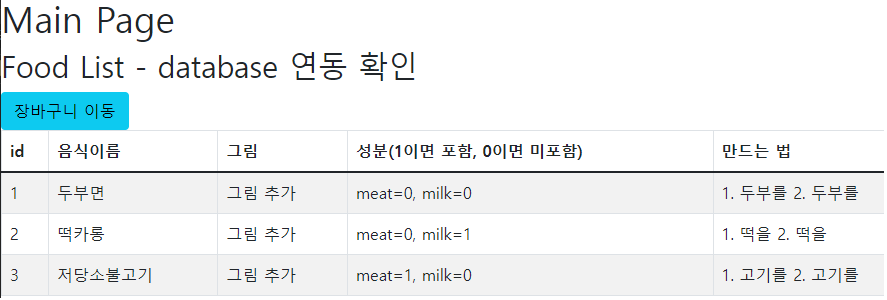 Main Page
Food List - database 연동 확인
장바구니 이동
id 음식이름 그림 성분(1이면 포함, 0이면 미포함) 만드는 법
1 두부면 그림 추가 meat=0, milk=0 1. 두부를 2. 두부를
2 떡카롱 그림 추가 meat=0, milk=1 1. 떡을 2. 떡을
3 저당소불고기 그림 추가 meat=1, milk=0 1. 고기를 2. 고기를